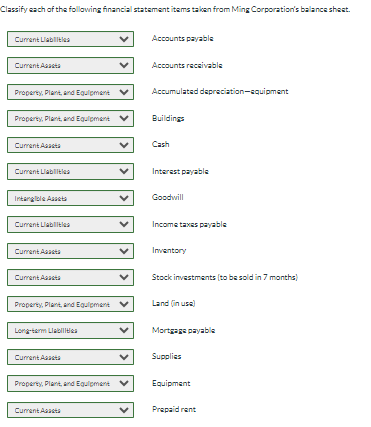 Classify each of the following financial statement items taken from Ming Corporation's balance sheet.
Current Liabilities Accounts payable
Current Assets Accounts receivable
Property, Plant, and Equipment Accumulated depreciation—equipment
Property, Plant, and Equipment Buildings
Current Assets Cash
Current Liabilities Interest payable
Intangible Assets Goodwill
Current Liabilities Income taxes payable
Current Assets Inventory
Current Assets Stock investments (to be sold in 7 months)
Property, Plant, and Equipment Land (in use)
Long-term Liabilities Mortgage payable
Current Assets Supplies
Property, Plant, and Equipment Equipment
Current Assets Prepaid rent